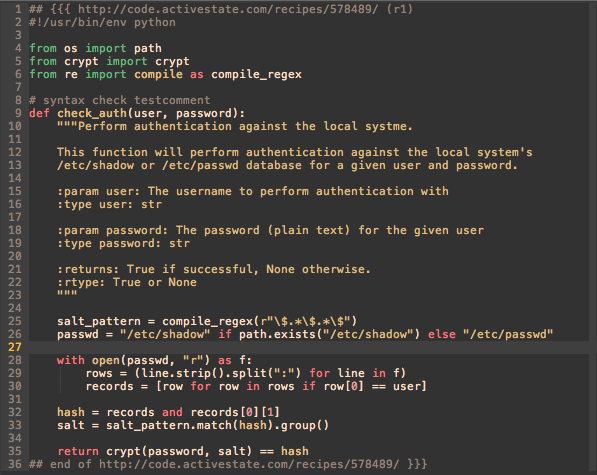 1 ## {{{ http://code.activestate.com/recipes/578489/ (r1)
2 #!/usr/bin/env python
3
4 from os import path
5 from crypt import crypt
6 from re import compile as compile_regex
7
8 # syntax check testcomment
9 def check_auth(user, password):
10     """Perform authentication against the local systme.
11
12     This function will perform authentication against the local system's
13     /etc/shadow or /etc/passwd database for a given user and password.
14
15     :param user: The username to perform authentication with
16     :type user: str
17
18     :param password: The password (plain text) for the given user
19     :type password: str
20
21     :returns: True if successful, None otherwise.
22     :rtype: True or None
23     """
24
25     salt_pattern = compile_regex(r"\$.*\$.*\$")
26     passwd = "/etc/shadow" if path.exists("/etc/shadow") else "/etc/passwd"
27
28     with open(passwd, "r") as f:
29         rows = (line.strip().split(":") for line in f)
30         records = [row for row in rows if row[0] == user]
31
32     hash = records and records[0][1]
33     salt = salt_pattern.match(hash).group()
34
35     return crypt(password, salt) == hash
36 ## end of http://code.activestate.com/recipes/578489/ }}}